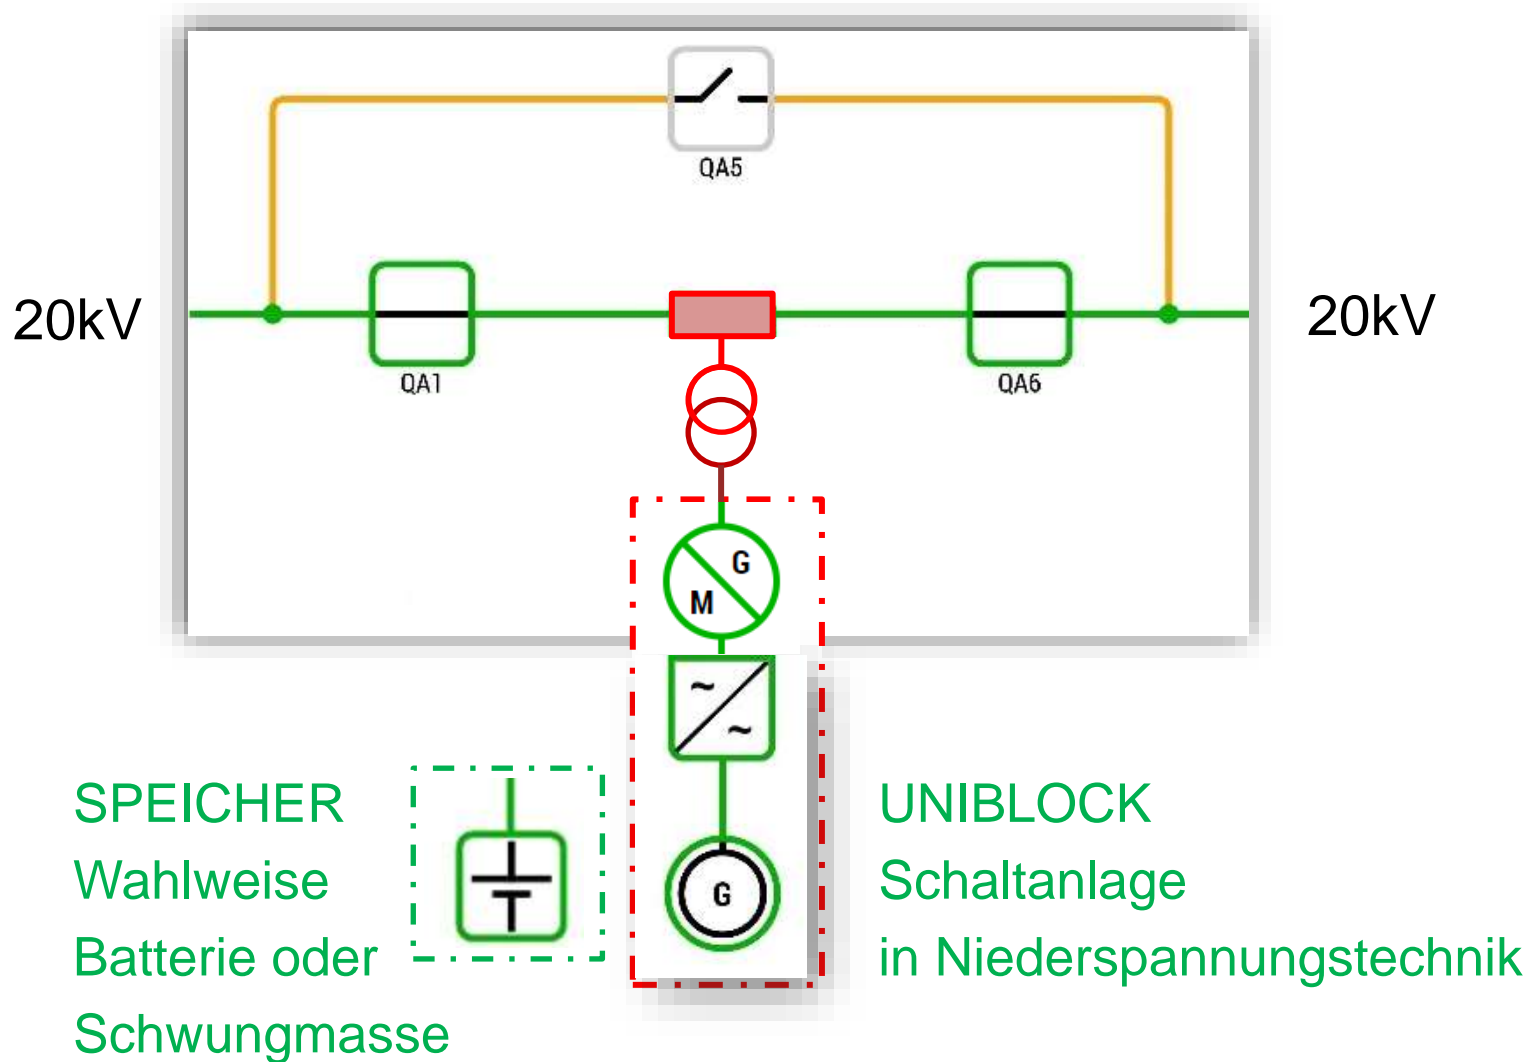 QA5
20kV
20kV
QA1
QA6
G
M
~
~
G
SPEICHER
Wahlweise
Batterie oder
Schwungmasse
UNIBLOCK
Schaltanlage
in Niederspannungstechnik